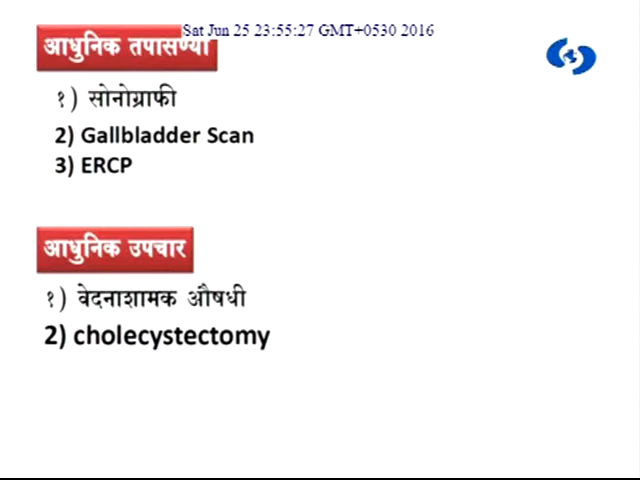 Sat Jun 25 23:55:27 GMT+0530 2016
आधुनिक तपासण्या
१) सोनोग्राफी
2) Gallbladder Scan
3) ERCP
आधुनिक उपचार
१) वेदनाशामक औषधी
2) cholecystectomy